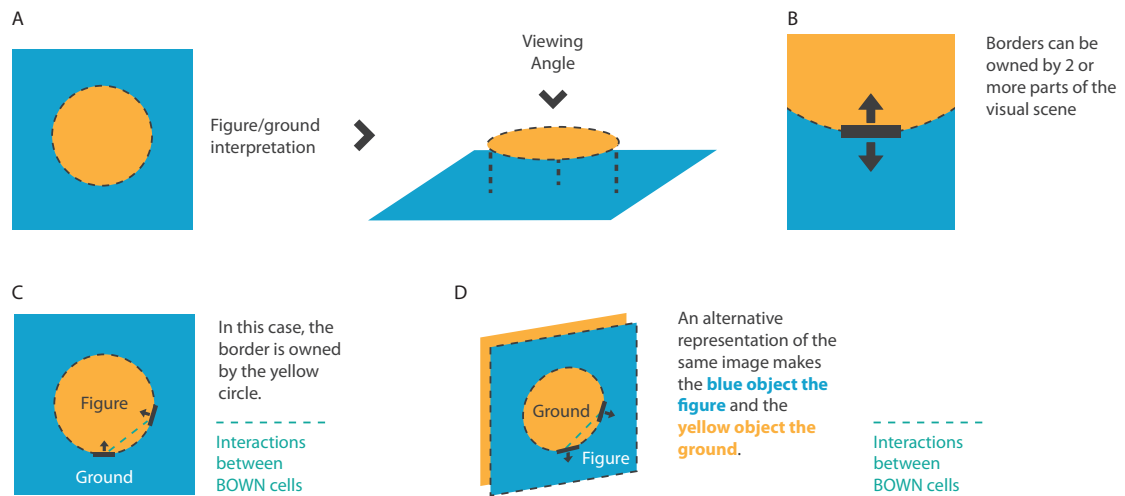 A
Figure/ground
interpretation
Viewing
Angle
B
Borders can be
owned by 2 or
more parts of the
visual scene
C
Figure
Ground
In this case, the
border is owned
by the yellow
circle.
Interactions
between
BOWN cells
D
Ground
Figure
An alternative
representation of the
same image makes
the blue object the
figure and the
yellow object the
ground.
Interactions
between
BOWN cells